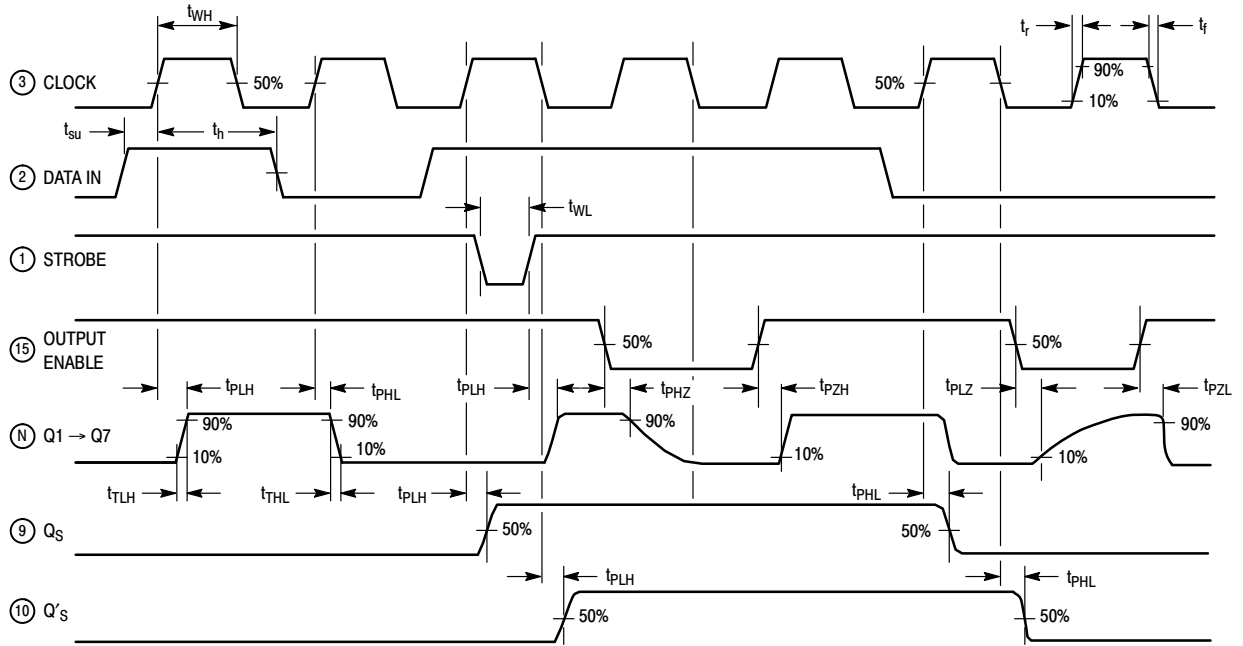 tWH
tr
tf
3 CLOCK
50%
50%
90%
10%
tsu
th
2 DATA IN
tWL
1 STROBE
15 OUTPUT
ENABLE
50%
50%
tPLH
tPHL
tPLH
tPHZ
tPZH
tPLZ
tPZL
N Q1 → Q7
90%
90%
90%
90%
10%
10%
10%
10%
tTLH
tTHL
tPLH
tPHL
9 QS
50%
50%
tPLH
tPHL
10 Q′S
50%
50%